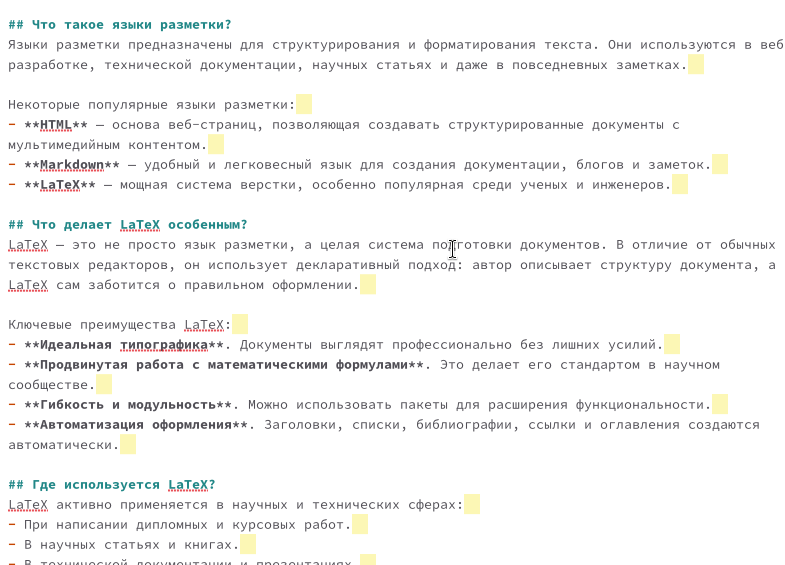 ## Что такое языки разметки?
Языки разметки предназначены для структурирования и форматирования текста. Они используются в веб
разработке, технической документации, научных статьях и даже в повседневных заметках.
Некоторые популярные языки разметки:
- **HTML** — основа веб-страниц, позволяющая создавать структурированные документы с
мультимедийным контентом.
- **Markdown** — удобный и легковесный язык для создания документации, блогов и заметок.
- **LaTeX** — мощная система верстки, особенно популярная среди ученых и инженеров.
## Что делает LaTeX особенным?
LaTeX — это не просто язык разметки, а целая система подготовки документов. В отличие от обычных
текстовых редакторов, он использует декларативный подход: автор описывает структуру документа, а
LaTeX сам заботится о правильном оформлении.
Ключевые преимущества LaTeX:
- **Идеальная типографика**. Документы выглядят профессионально без лишних усилий.
- **Продвинутая работа с математическими формулами**. Это делает его стандартом в научном
сообществе.
- **Гибкость и модульность**. Можно использовать пакеты для расширения функциональности.
- **Автоматизация оформления**. Заголовки, списки, библиографии, ссылки и оглавления создаются
автоматически.
## Где используется LaTeX?
LaTeX активно применяется в научных и технических сферах:
- При написании дипломных и курсовых работ.
- В научных статьях и книгах.
- В технической документации и презентациях.